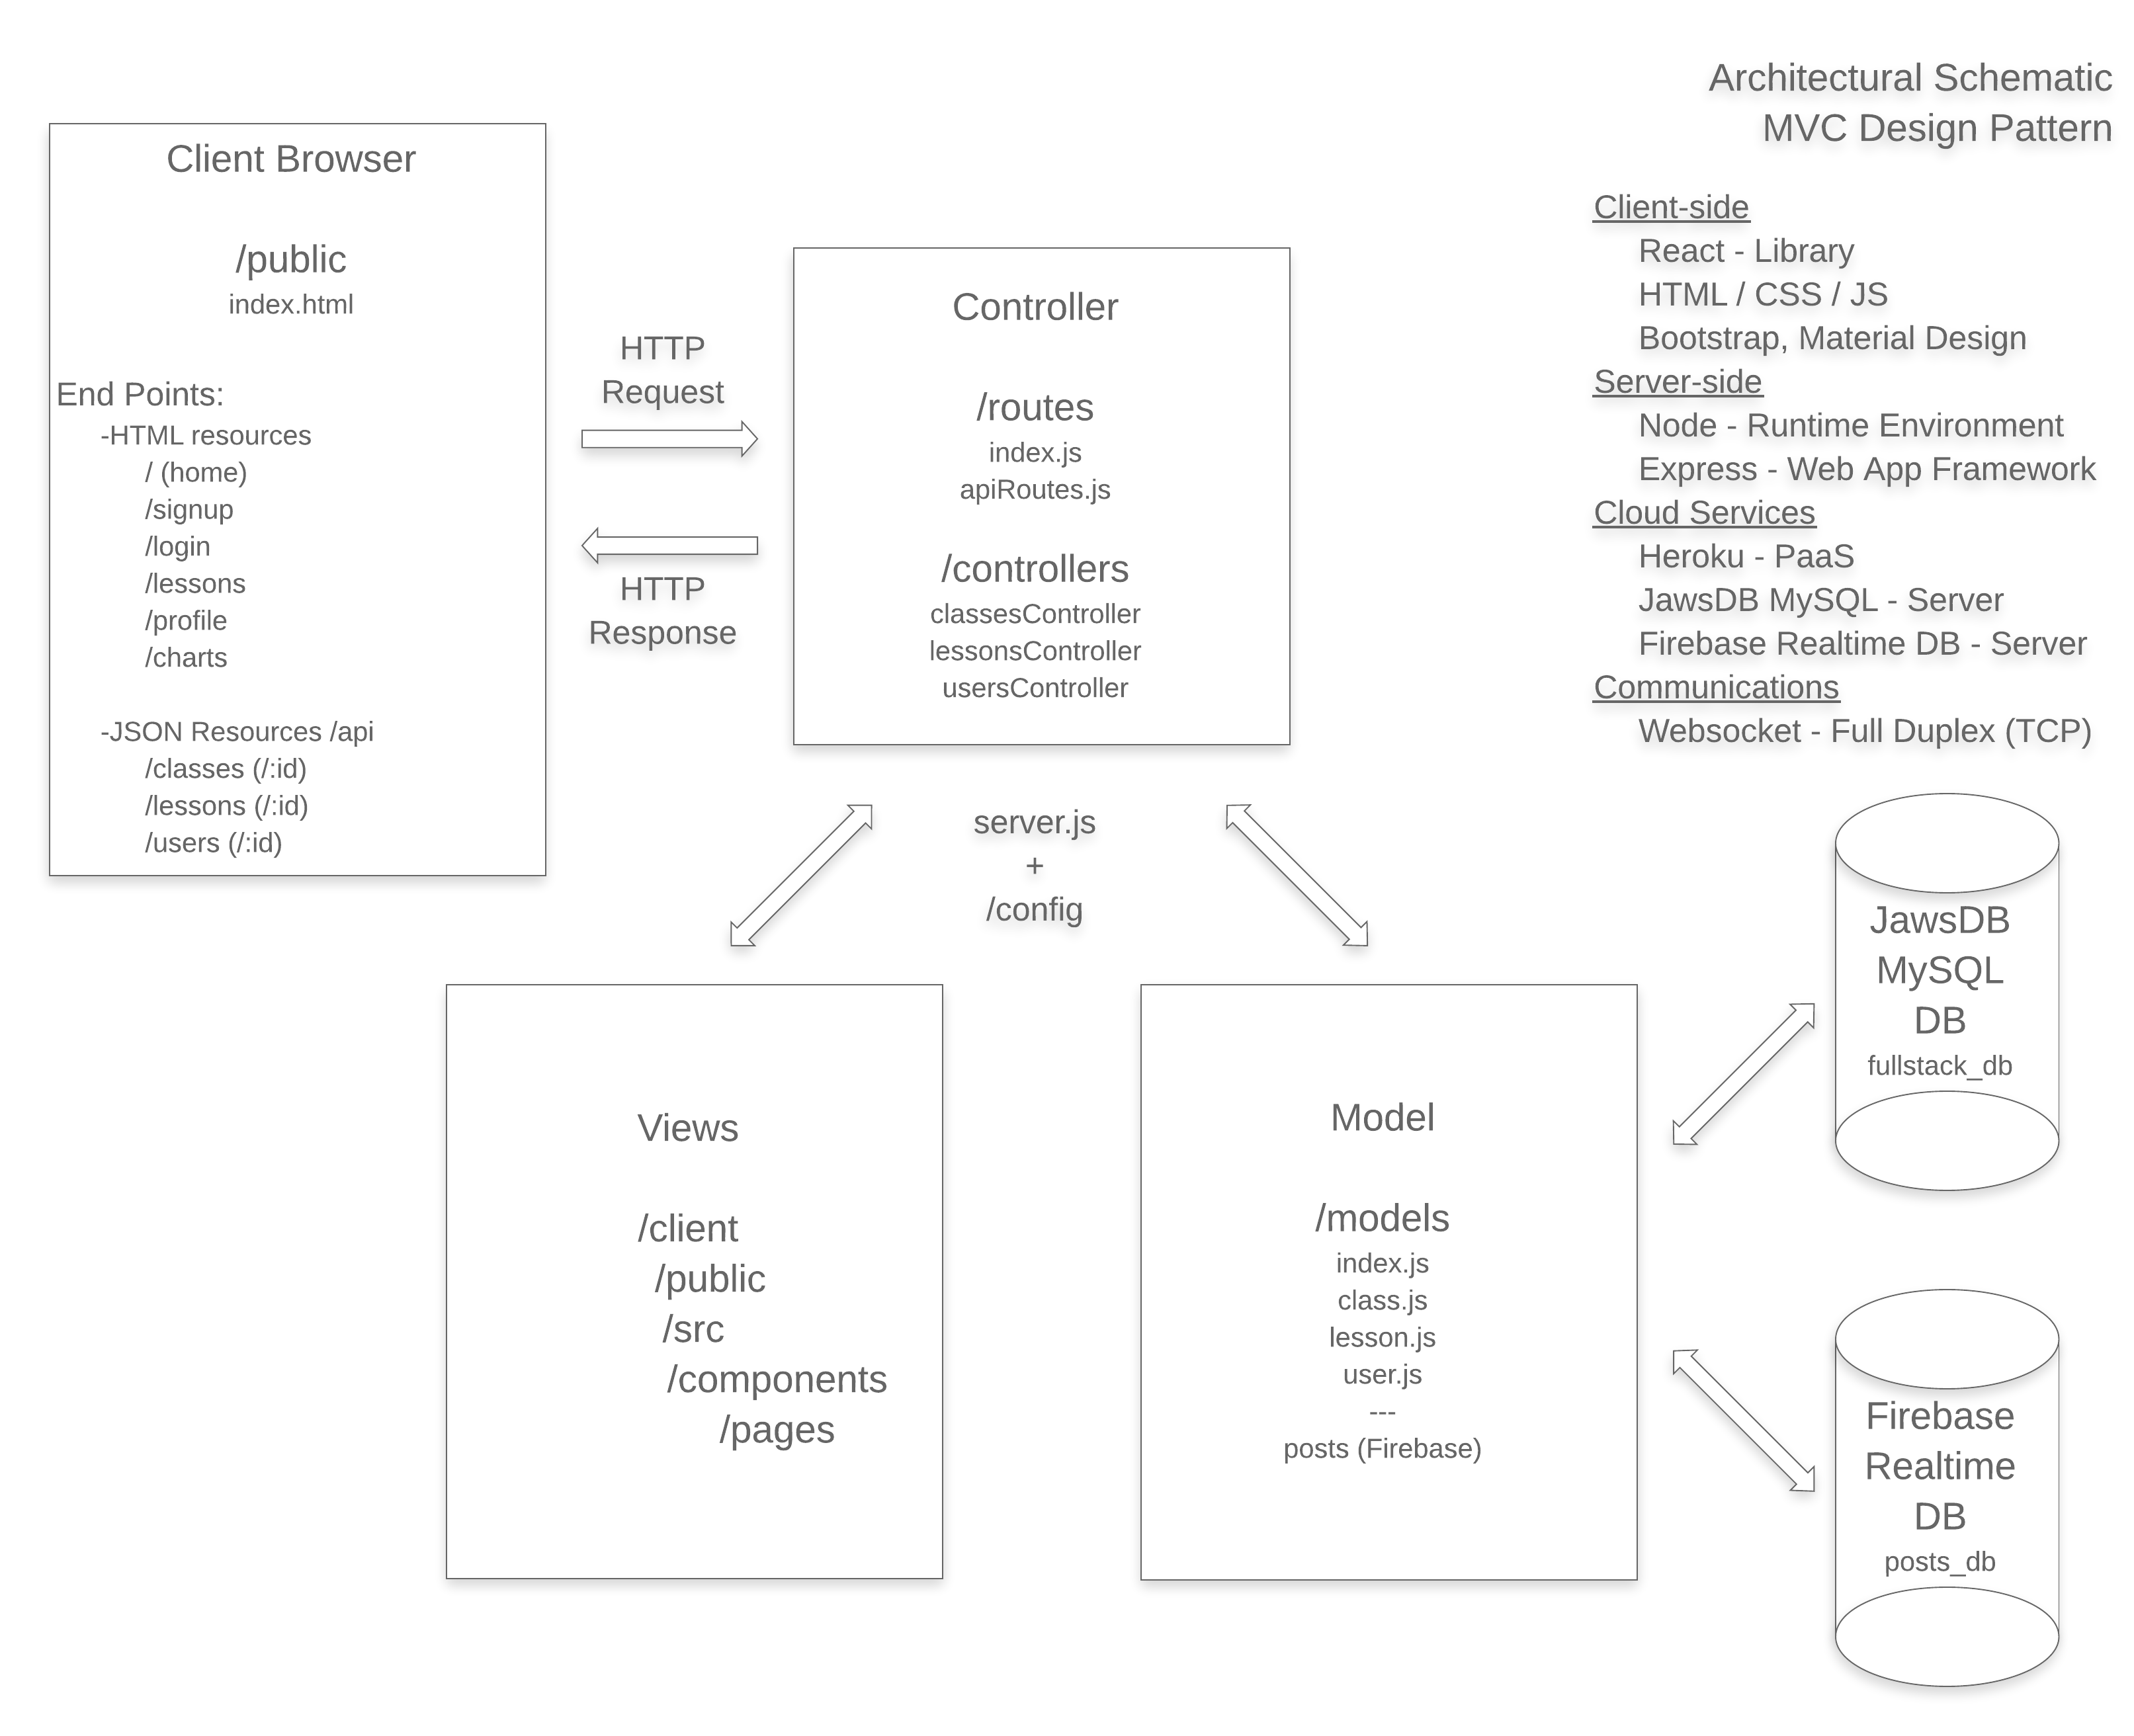 Architectural Schematic
MVC Design Pattern
Client Browser
/public
index.html
End Points:
-HTML resources
/ (home)
/signup
/login
/lessons
/profile
/charts
-JSON Resources /api
/classes (/:id)
/lessons (/:id)
/users (/:id)
HTTP
Request
HTTP
Response
Controller
/routes
index.js
apiRoutes.js
/controllers
classesController
lessonsController
usersController
Client-side
React - Library
HTML / CSS / JS
Bootstrap, Material Design
Server-side
Node - Runtime Environment
Express - Web App Framework
Cloud Services
Heroku - PaaS
JawsDB MySQL - Server
Firebase Realtime DB - Server
Communications
Websocket - Full Duplex (TCP)
server.js
+
/config
Views
/client
/public
/src
/components
/pages
Model
/models
index.js
class.js
lesson.js
user.js
---
posts (Firebase)
JawsDB
MySQL
DB
fullstack_db
Firebase
Realtime
DB
posts_db